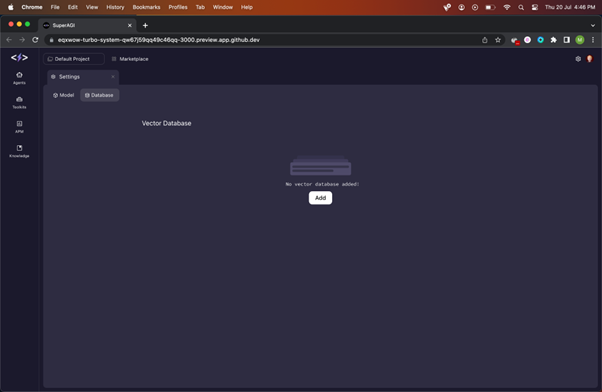 Chrome File Edit View History Bookmarks Profiles Tab Window Help Thu 20 Jul 4:46 PM
SuperAGI
eqxwow-turbo-system-qw67j59qq49c46qq-3000.preview.app.github.dev
M
Default Project Marketplace
Settings
Agents
Toolkits
APM
Knowledge
Model Database
Vector Database
No vector database added!
Add